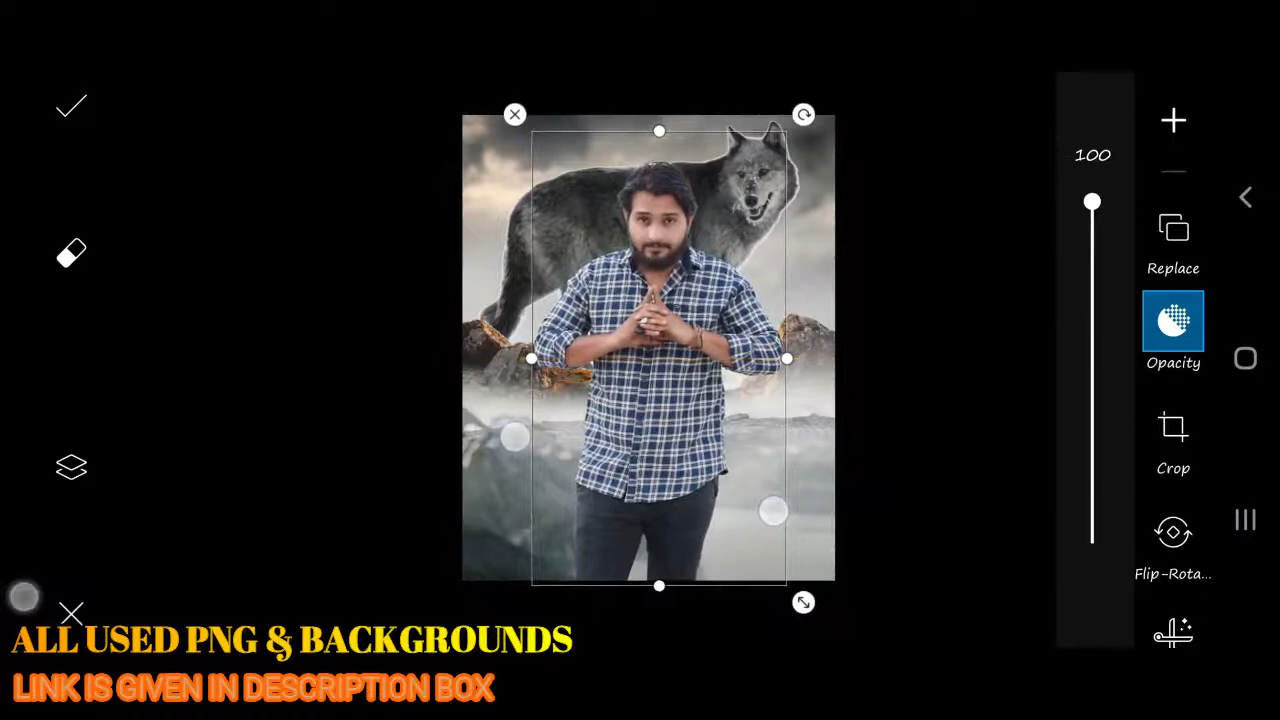 100
Replace
Opacity
Crop
Flip-Rota...
ALL USED PNG & BACKGROUNDS
LINK IS GIVEN IN DESCRIPTION BOX